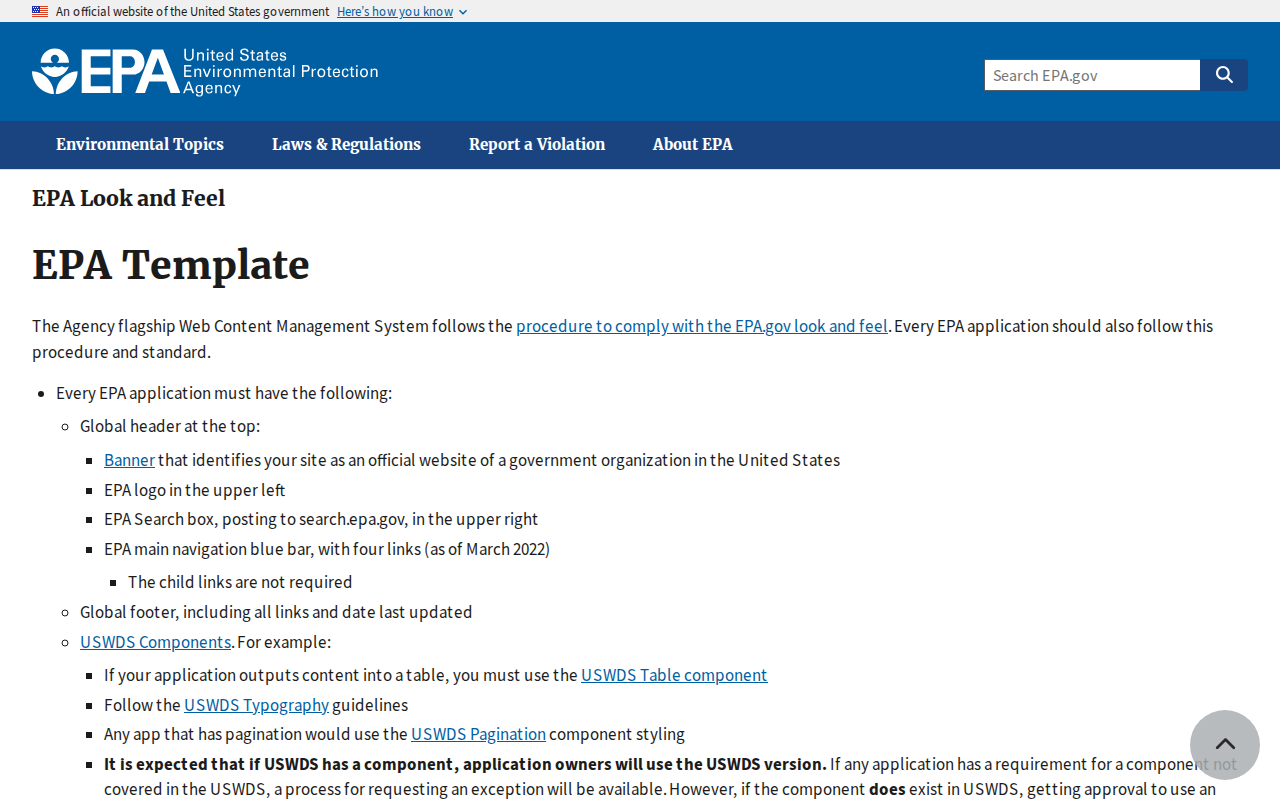 An official website of the United States government Here's how you know
EPA United States
Environmental Protection
Agency
Search EPA.gov
Environmental Topics Laws & Regulations Report a Violation About EPA
EPA Look and Feel
EPA Template
The Agency flagship Web Content Management System follows the procedure to comply with the EPA.gov look and feel. Every EPA application should also follow this
procedure and standard.
Every EPA application must have the following:
Global header at the top:
Banner that identifies your site as an official website of a government organization in the United States
EPA logo in the upper left
EPA Search box, posting to search.epa.gov, in the upper right
EPA main navigation blue bar, with four links (as of March 2022)
The child links are not required
Global footer, including all links and date last updated
USWDS Components. For example:
If your application outputs content into a table, you must use the USWDS Table component
Follow the USWDS Typography guidelines
Any app that has pagination would use the USWDS Pagination component styling
It is expected that if USWDS has a component, application owners will use the USWDS version. If any application has a requirement for a component not
covered in the USWDS, a process for requesting an exception will be available. However, if the component does exist in USWDS, getting approval to use an